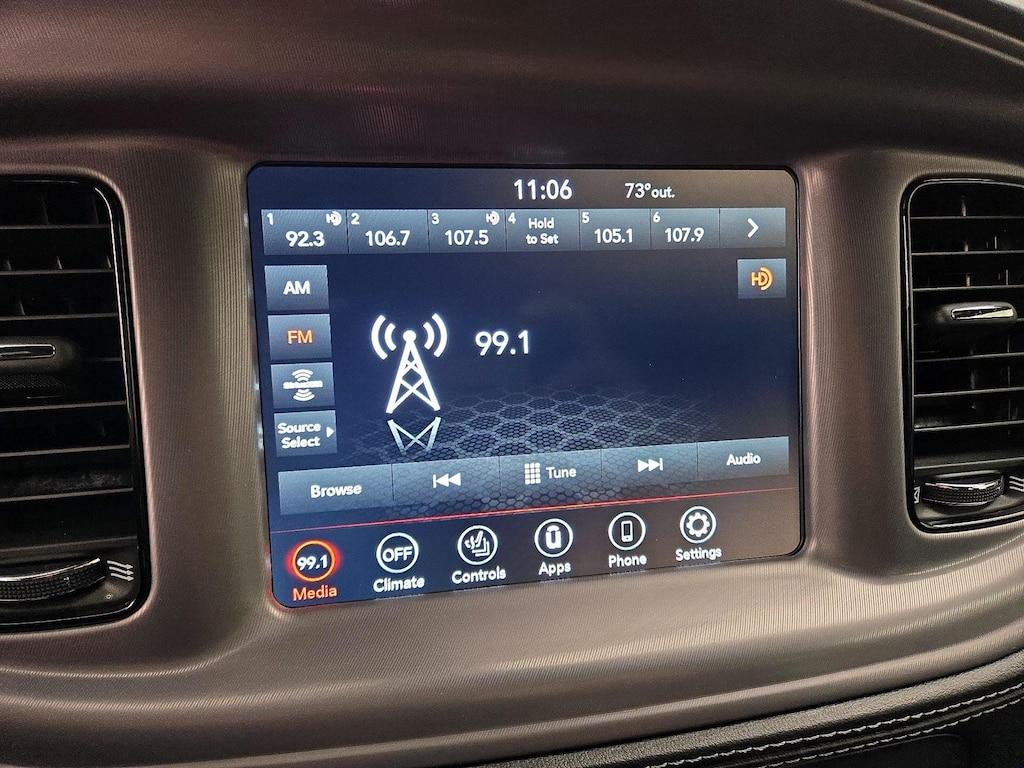 11:06 73°out.
1 HD 2 3 HD 4 Hold 5 6
92.3 106.7 107.5 to Set 105.1 107.9
AM
HD
FM
99.1
Source
Select
Browse Tune Audio
99.1 OFF
Media Climate Controls Apps Phone Settings